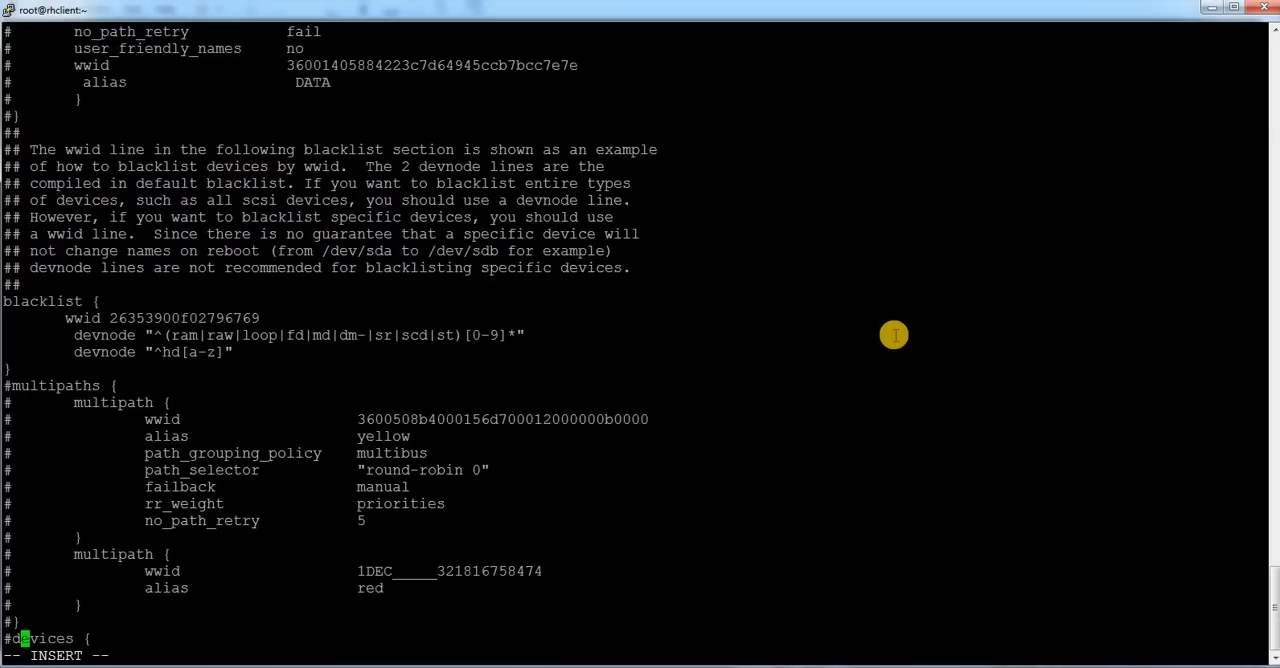 root@rhclient:~
#       no_path_retry           fail
#       user_friendly_names     no
#       wwid                    36001405884223c7d64945ccb7bcc7e7e
#        alias                   DATA
#       }
#}
##
## The wwid line in the following blacklist section is shown as an example
## of how to blacklist devices by wwid.  The 2 devnode lines are the
## compiled in default blacklist. If you want to blacklist entire types
## of devices, such as all scsi devices, you should use a devnode line.
## However, if you want to blacklist specific devices, you should use
## a wwid line.  Since there is no guarantee that a specific device will
## not change names on reboot (from /dev/sda to /dev/sdb for example)
## devnode lines are not recommended for blacklisting specific devices.
##
blacklist {
       wwid 26353900f02796769
        devnode "^(ram|raw|loop|fd|md|dm-|sr|scd|st)[0-9]*"
        devnode "^hd[a-z]"
}
#multipaths {
#       multipath {
#               wwid                    3600508b4000156d700012000000b0000
#               alias                   yellow
#               path_grouping_policy    multibus
#               path_selector           "round-robin 0"
#               failback                manual
#               rr_weight               priorities
#               no_path_retry           5
#       }
#       multipath {
#               wwid                    1DEC_____321816758474
#               alias                   red
#       }
#}
#devices {
-- INSERT --